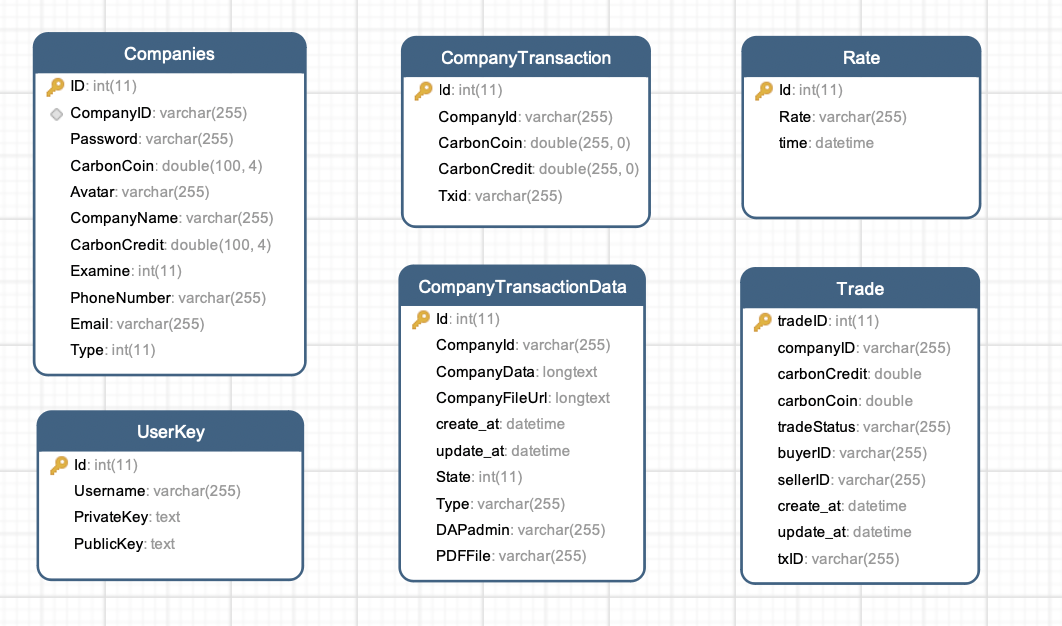 Companies
ID: int(11)
CompanyID: varchar(255)
Password: varchar(255)
CarbonCoin: double(100, 4)
Avatar: varchar(255)
CompanyName: varchar(255)
CarbonCredit: double(100, 4)
Examine: int(11)
PhoneNumber: varchar(255)
Email: varchar(255)
Type: int(11)
UserKey
Id: int(11)
Username: varchar(255)
PrivateKey: text
PublicKey: text
CompanyTransaction
Id: int(11)
CompanyId: varchar(255)
CarbonCoin: double(255, 0)
CarbonCredit: double(255, 0)
Txid: varchar(255)
CompanyTransactionData
Id: int(11)
CompanyId: varchar(255)
CompanyData: longtext
CompanyFileUrl: longtext
create_at: datetime
update_at: datetime
State: int(11)
Type: varchar(255)
DAPadmin: varchar(255)
PDFFile: varchar(255)
Rate
Id: int(11)
Rate: varchar(255)
time: datetime
Trade
tradeID: int(11)
companyID: varchar(255)
carbonCredit: double
carbonCoin: double
tradeStatus: varchar(255)
buyerID: varchar(255)
sellerID: varchar(255)
create_at: datetime
update_at: datetime
txID: varchar(255)